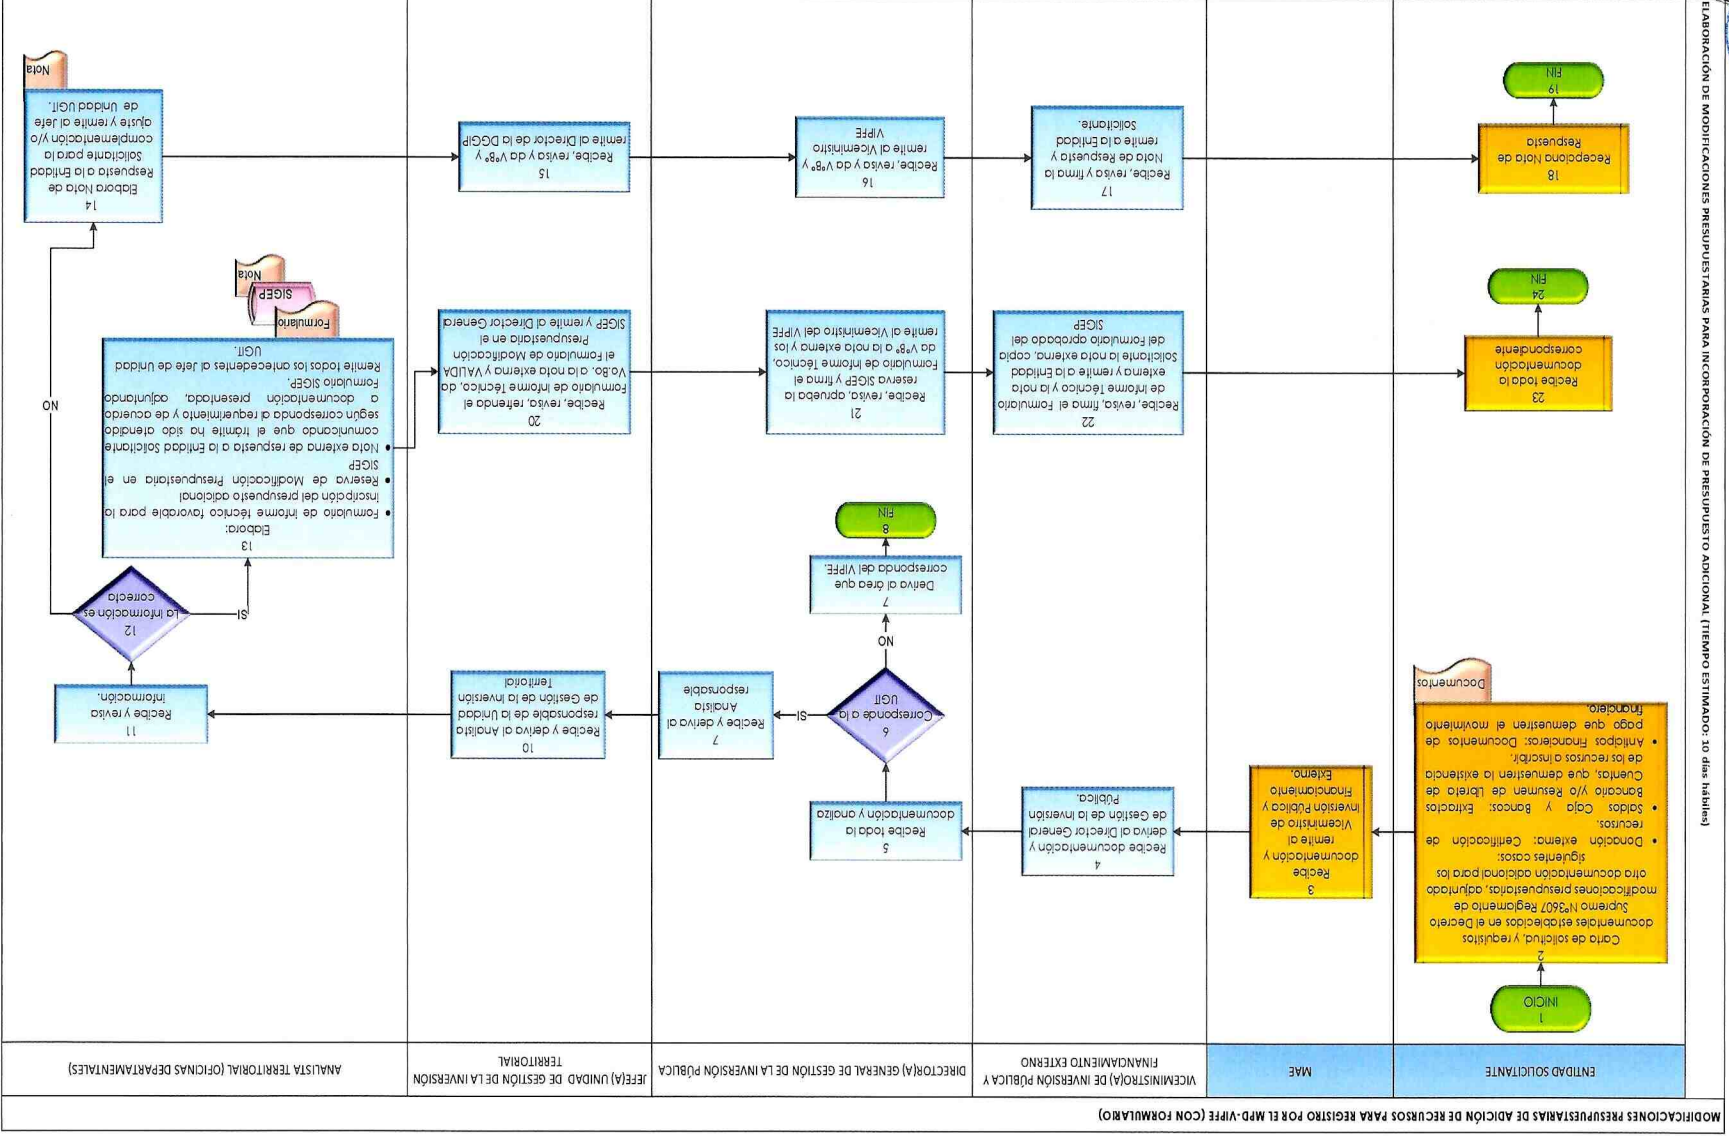 MODIFICACIONES PRESUPUESTARIAS DE ADICIÓN DE RECURSOS PARA REGISTRO POR EL MPD-VIPFE (CON FORMULARIO)
ENTIDAD SOLICITANTE
MAE
VICEMINISTRO(A) DE INVERSIÓN PÚBLICA Y
FINANCIAMIENTO EXTERNO
DIRECTOR(A) GENERAL DE GESTIÓN DE LA INVERSIÓN PÚBLICA
JEFE(A) UNIDAD DE GESTIÓN DE LA INVERSIÓN
TERRITORIAL
ANALISTA TERRITORIAL (OFICINAS DEPARTAMENTALES)
ELABORACIÓN DE MODIFICACIONES PRESUPUESTARIAS PARA INCORPORACIÓN DE PRESUPUESTO ADICIONAL (TIEMPO ESTIMADO: 10 días hábiles)
1
INICIO
2
Carta de solicitud, y requisitos
documentales establecidos en el Decreto
Supremo N°3607 Reglamento de
modificaciones presupuestarias, adjuntado
otra documentación adicional para los
siguientes casos:
• Donación externa: Certificación de
recursos.
• Saldos Caja y Bancos: Extractos
Bancario y/o Resumen de Libreta de
Cuentas, que demuestren la existencia
de los recursos a inscribir.
• Anticipos Financieros: Documentos de
pago que demuestren el movimiento
financiero.
Documentos
3
Recibe
documentación y
remite al
Viceministro de
Inversión Pública y
Financiamiento
Externo.
4
Recibe documentación y
deriva al Director General
de Gestión de la Inversión
Pública.
5
Recibe toda la
documentación y analiza
6
Corresponde a la
UGIT
SI
NO
7
Recibe y deriva al
Analista
responsable
7
Deriva al área que
corresponda del VIPFE.
8
FIN
10
Recibe y deriva al Analista
responsable de la Unidad
de Gestión de la Inversión
Territorial
11
Recibe y revisa
información.
12
La información es
correcta
SI
NO
13
Elabora:
• Formulario de informe técnico favorable para la
inscripción del presupuesto adicional
• Reserva de Modificación Presupuestaria en el
SIGEP
• Nota externa de respuesta a la Entidad Solicitante
comunicando que el trámite ha sido atendido
según corresponda al requerimiento y de acuerdo
a documentación presentada, adjuntando
Formulario SIGEP.
Remite todos los antecedentes al Jefe de Unidad
UGIT.
Formulario
SIGEP
Nota
20
Recibe, revisa, refrenda el
Formulario de Informe Técnico, da
Vo.Bo. a la nota externa y VALIDA
el Formulario de Modificación
Presupuestaria en el
SIGEP y remite al Director General
21
Recibe, revisa, aprueba la
reserva SIGEP y firma el
Formulario de Informe Técnico,
da V°B° a la nota externa y los
remite al Viceministro del VIPFE
22
Recibe, revisa, firma el Formulario
de Informe Técnico y la nota
externa y remite a la Entidad
Solicitante la nota externa, copia
del Formulario aprobado del
SIGEP
23
Recibe toda la
documentación
correspondiente
24
FIN
14
Elabora Nota de
Respuesta a la Entidad
Solicitante para la
complementación y/o
ajuste y remite al Jefe
de Unidad UGIT.
Nota
15
Recibe, revisa y da V°B° y
remite al Director de la DGGIP
16
Recibe, revisa y da V°B° y
remite al Viceministro
VIPFE
17
Recibe, revisa y firma la
Nota de Respuesta y
remite a la Entidad
Solicitante.
18
Recepciona Nota de
Respuesta
19
FIN